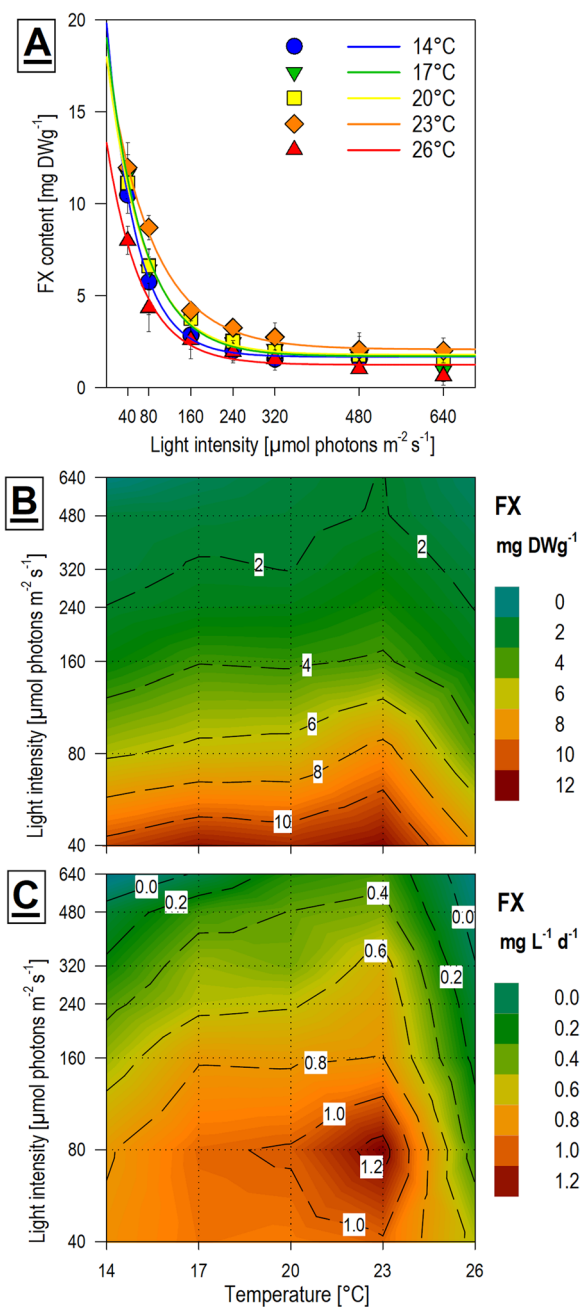 A
20
15
10
5
0
FX content [mg DWg-1]
14°C
17°C
20°C
23°C
26°C
40 80 160 240 320 480 640
Light intensity [µmol photons m-2 s-1]
B
640
480
320
240
160
80
40
Light intensity [µmol photons m-2 s-1]
2
2
4
6
8
10
FX
mg DWg-1
0
2
4
6
8
10
12
C
640
480
320
240
160
80
40
Light intensity [µmol photons m-2 s-1]
0.0
0.2
0.4
0.0
0.6
0.2
0.8
1.0
1.2
1.0
FX
mg L-1 d-1
0.0
0.2
0.4
0.6
0.8
1.0
1.2
14 17 20 23 26
Temperature [°C]